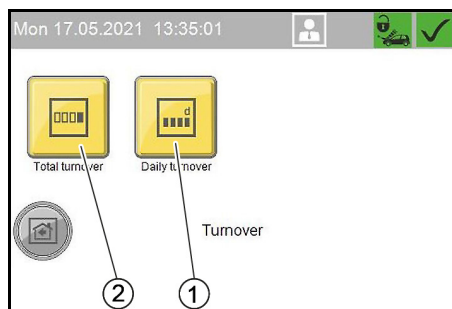 Mon 17.05.2021 13:35:01
d
Total turnover Daily turnover
Turnover
2 1